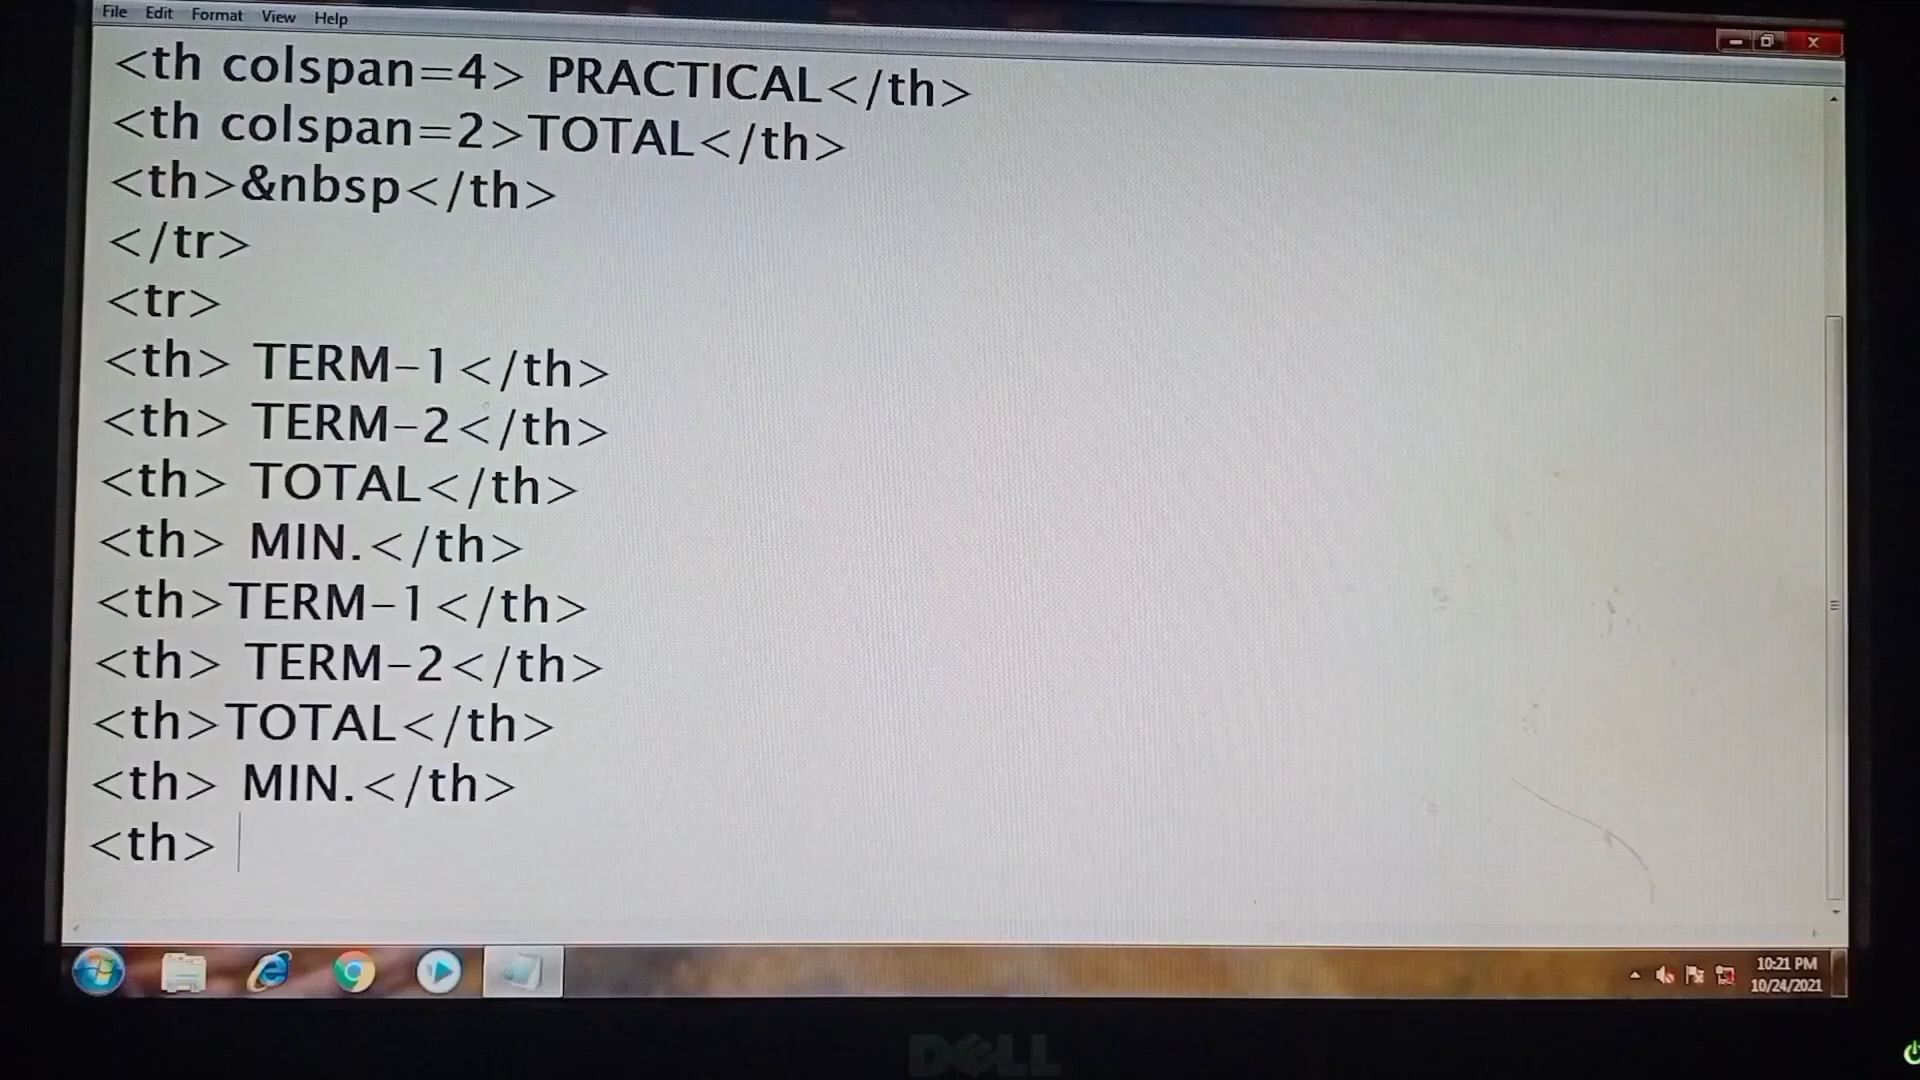 File Edit Format View Help
<th colspan=4> PRACTICAL</th>
<th colspan=2>TOTAL</th>
<th>&nbsp</th>
</tr>
<tr>
<th> TERM-1</th>
<th> TERM-2</th>
<th> TOTAL</th>
<th> MIN.</th>
<th>TERM-1</th>
<th> TERM-2</th>
<th>TOTAL</th>
<th> MIN.</th>
<th>
10:21 PM
10/24/2021
DELL